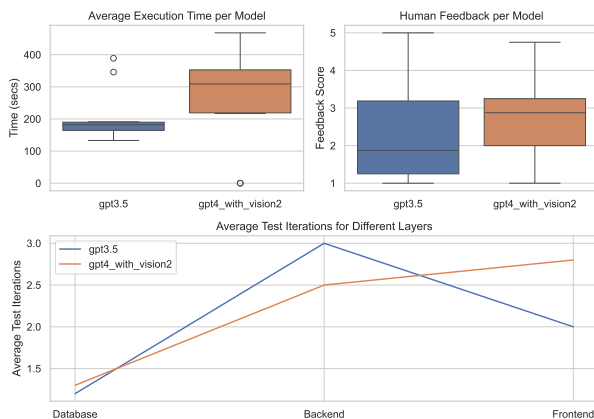 Average Execution Time per Model
Time (secs)
400
300
200
100
0
gpt3.5
gpt4_with_vision2
Human Feedback per Model
Feedback Score
5
4
3
2
1
gpt3.5
gpt4_with_vision2
Average Test Iterations for Different Layers
Average Test Iterations
3.0
2.5
2.0
1.5
gpt3.5
gpt4_with_vision2
Database
Backend
Frontend